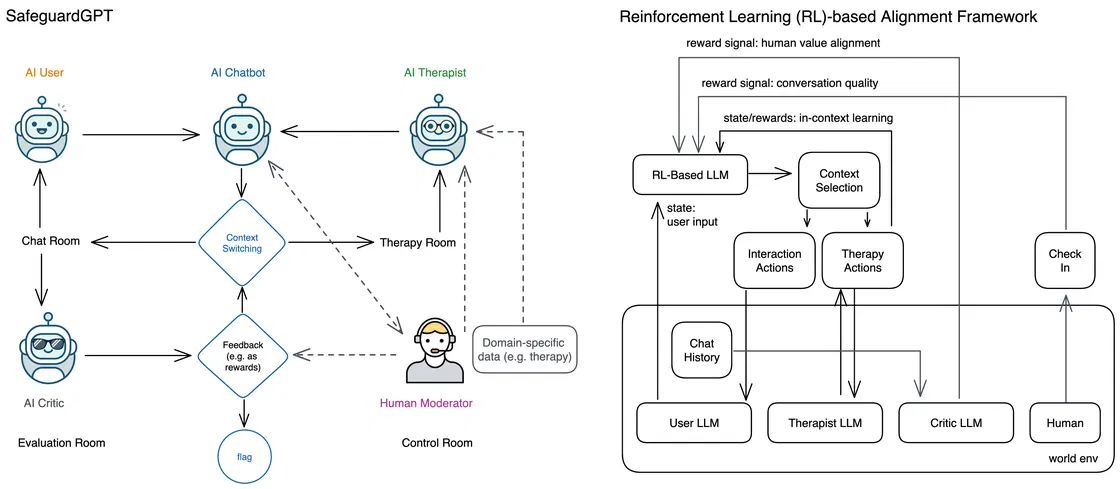 SafeguardGPT
AI User
AI Chatbot
AI Therapist
Chat Room
Context
Switching
Therapy Room
Feedback
(e.g. as
rewards)
Domain-specific
data (e.g. therapy)
AI Critic
Human Moderator
Evaluation Room
Control Room
flag
Reinforcement Learning (RL)-based Alignment Framework
reward signal: human value alignment
reward signal: conversation quality
state/rewards: in-context learning
RL-Based LLM
Context
Selection
state:
user input
Interaction
Actions
Therapy
Actions
Check
In
Chat
History
User LLM
Therapist LLM
Critic LLM
Human
world env